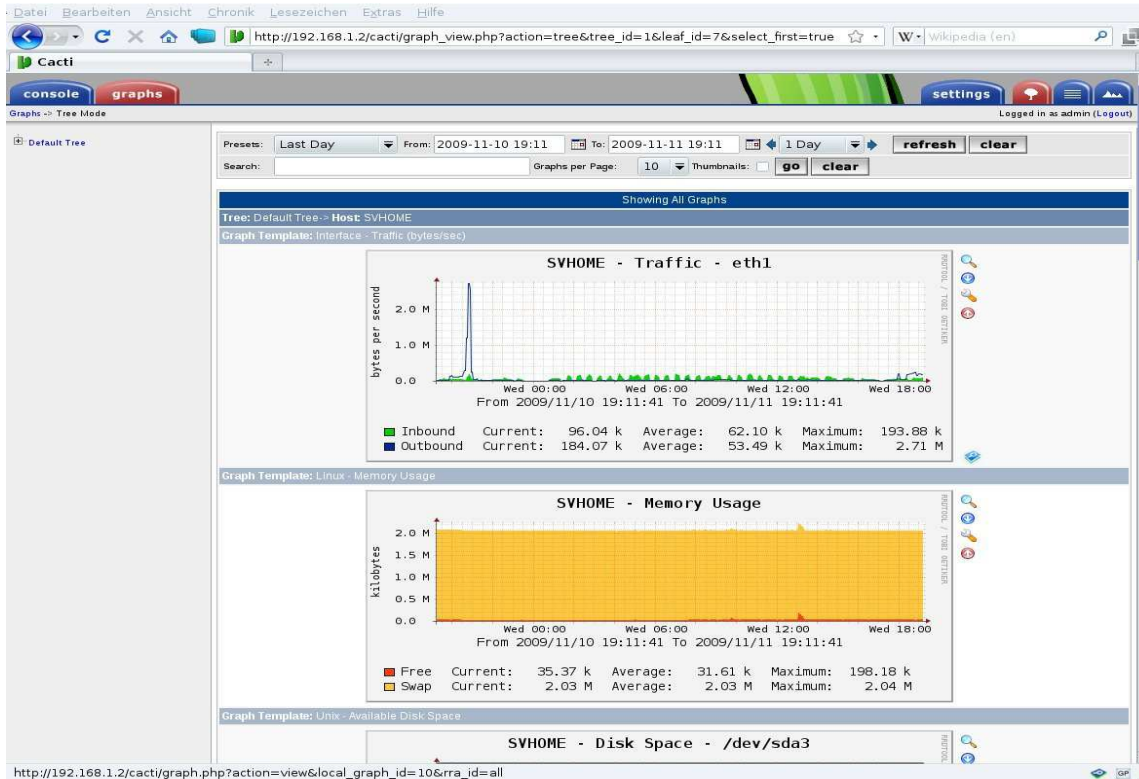 Datei Bearbeiten Ansicht Chronik Lesezeichen Extras Hilfe
http://192.168.1.2/cacti/graph_view.php?action=tree&tree_id=1&leaf_id=7&select_first=true
W Wikipedia (en)
Cacti
console graphs settings
Graphs -> Tree Mode
Logged in as admin (Logout)
Default Tree
Presets: Last Day From: 2009-11-10 19:11 To: 2009-11-11 19:11 1 Day refresh clear
Search: Graphs per Page: 10 Thumbnails: go clear
Showing All Graphs
Tree: Default Tree-> Host: SVHOME
Graph Template: Interface - Traffic (bytes/sec)
SVHOME - Traffic - eth1
RRDTOOL / TOBI OETIKER
bytes per second
2.0 M
1.0 M
0.0
Wed 00:00 Wed 06:00 Wed 12:00 Wed 18:00
From 2009/11/10 19:11:41 To 2009/11/11 19:11:41
Inbound Current: 96.04 k Average: 62.10 k Maximum: 193.88 k
Outbound Current: 184.07 k Average: 53.49 k Maximum: 2.71 M
Graph Template: Linux - Memory Usage
SVHOME - Memory Usage
RRDTOOL / TOBI OETIKER
kilobytes
2.0 M
1.5 M
1.0 M
0.5 M
0.0
Wed 00:00 Wed 06:00 Wed 12:00 Wed 18:00
From 2009/11/10 19:11:41 To 2009/11/11 19:11:41
Free Current: 35.37 k Average: 31.61 k Maximum: 198.18 k
Swap Current: 2.03 M Average: 2.03 M Maximum: 2.04 M
Graph Template: Unix - Available Disk Space
SVHOME - Disk Space - /dev/sda3
RRDTOOL
http://192.168.1.2/cacti/graph.php?action=view&local_graph_id=10&rra_id=all
GP